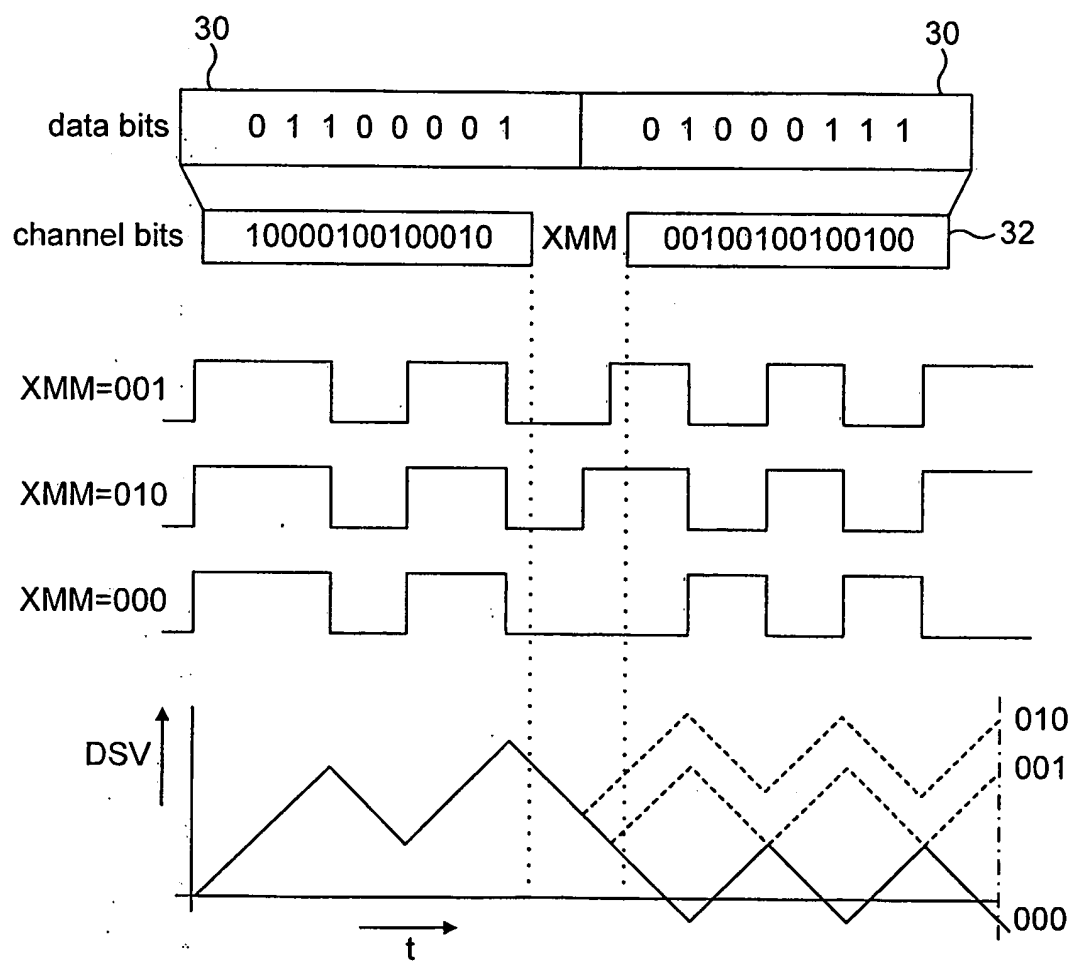 30 30
data bits 0 1 1 0 0 0 0 1 0 1 0 0 0 1 1 1
channel bits 10000100100010 XMM 00100100100100 32
XMM=001
XMM=010
XMM=000
DSV
010
001
000
t